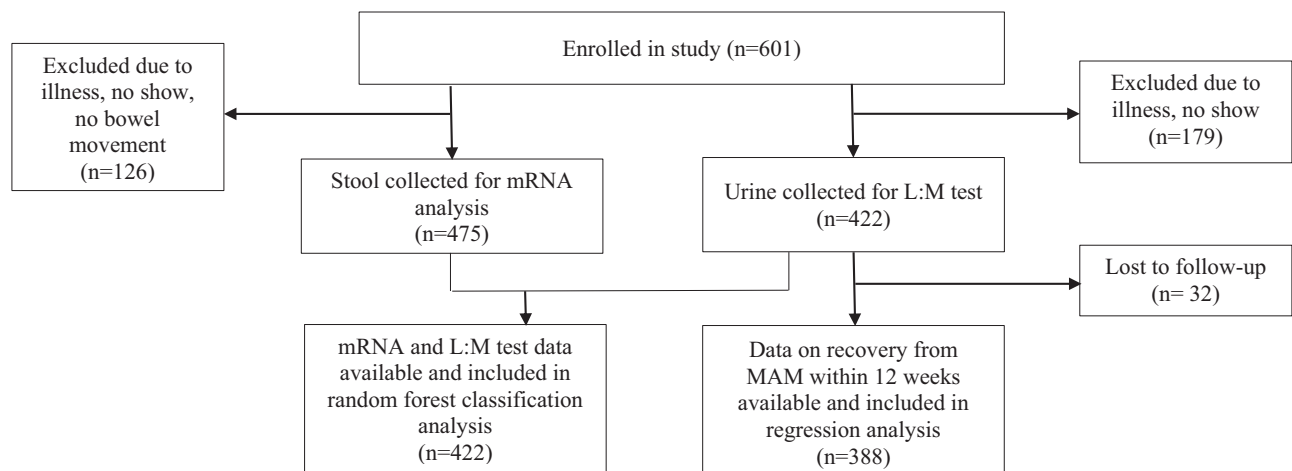 Enrolled in study (n=601)
Excluded due to
illness, no show,
no bowel
movement
(n=126)
Excluded due to
illness, no show
(n=179)
Stool collected for mRNA
analysis
(n=475)
Urine collected for L:M test
(n=422)
Lost to follow-up
(n= 32)
mRNA and L:M test data
available and included in
random forest classification
analysis
(n=422)
Data on recovery from
MAM within 12 weeks
available and included in
regression analysis
(n=388)